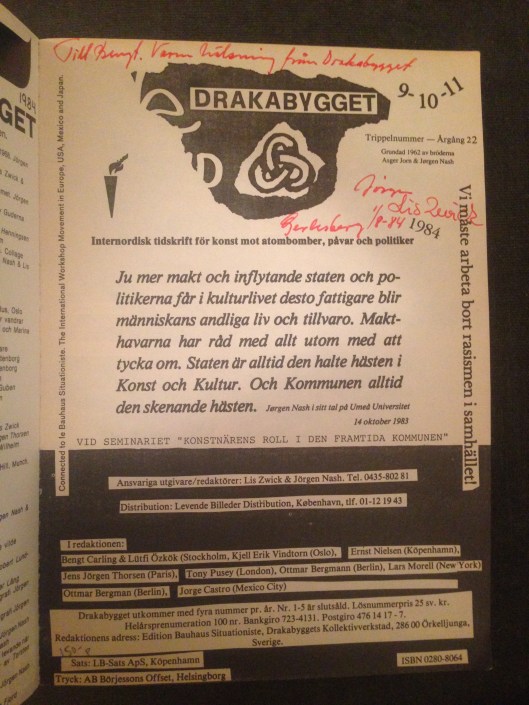 Till Bengt. Varm hälsning från Drakabygget
DRAKABYGGET
9-10-11
Trippelnummer — Årgång 22
Grundad 1962 av bröderna
Asger Jorn & Jørgen Nash
Jörgen
Lis Zwick
1/8-84
1984
Internordisk tidskrift för konst mot atombomber, påvar och politiker
Connected to le Bauhaus Situationiste. The International Workshop Movement in Europe, USA, Mexico and Japan.
Vi måste arbeta bort rasismen i samhället!
Ju mer makt och inflytande staten och po-
litikerna får i kulturlivet desto fattigare blir
människans andliga liv och tillvaro. Makt-
havarna har råd med allt utom med att
tycka om. Staten är alltid den halte hästen i
Konst och Kultur. Och Kommunen alltid
den skenande hästen. Jørgen Nash i sitt tal på Umeå Universitet
14 oktober 1983
VID SEMINARIET "KONSTNÄRENS ROLL I DEN FRAMTIDA KOMMUNEN"
Ansvariga utgivare/redaktörer: Lis Zwick & Jörgen Nash. Tel. 0435-802 81
Distribution: Levende Billeder Distribution, København, tlf. 01-12 19 43
I redaktionen:
Bengt Carling & Lütfi Özkök (Stockholm, Kjell Erik Vindtorn (Oslo), Ernst Nielsen (Köpenhamn),
Jens Jörgen Thorsen (Paris), Tony Pusey (London), Ottmar Bergmann (Berlin), Lars Morell (New York)
Ottmar Bergman (Berlin), Jorge Castro (Mexico City)
Drakabygget utkommer med fyra nummer pr. år. Nr. 1-5 är slutsåld. Lösnummerpris 25 sv. kr.
Helårsprenumeration 100 nr. Bankgiro 723-4131. Postgiro 476 14 17 - 7.
Redaktionens adress: Edition Bauhaus Situationiste, Drakabyggets Kollektivverkstad, 286 00 Örkelljunga,
Sverige.
Sats: LB-Sats ApS, Köpenhamn
ISBN 0280-8064
Tryck: AB Börjessons Offset, Helsingborg